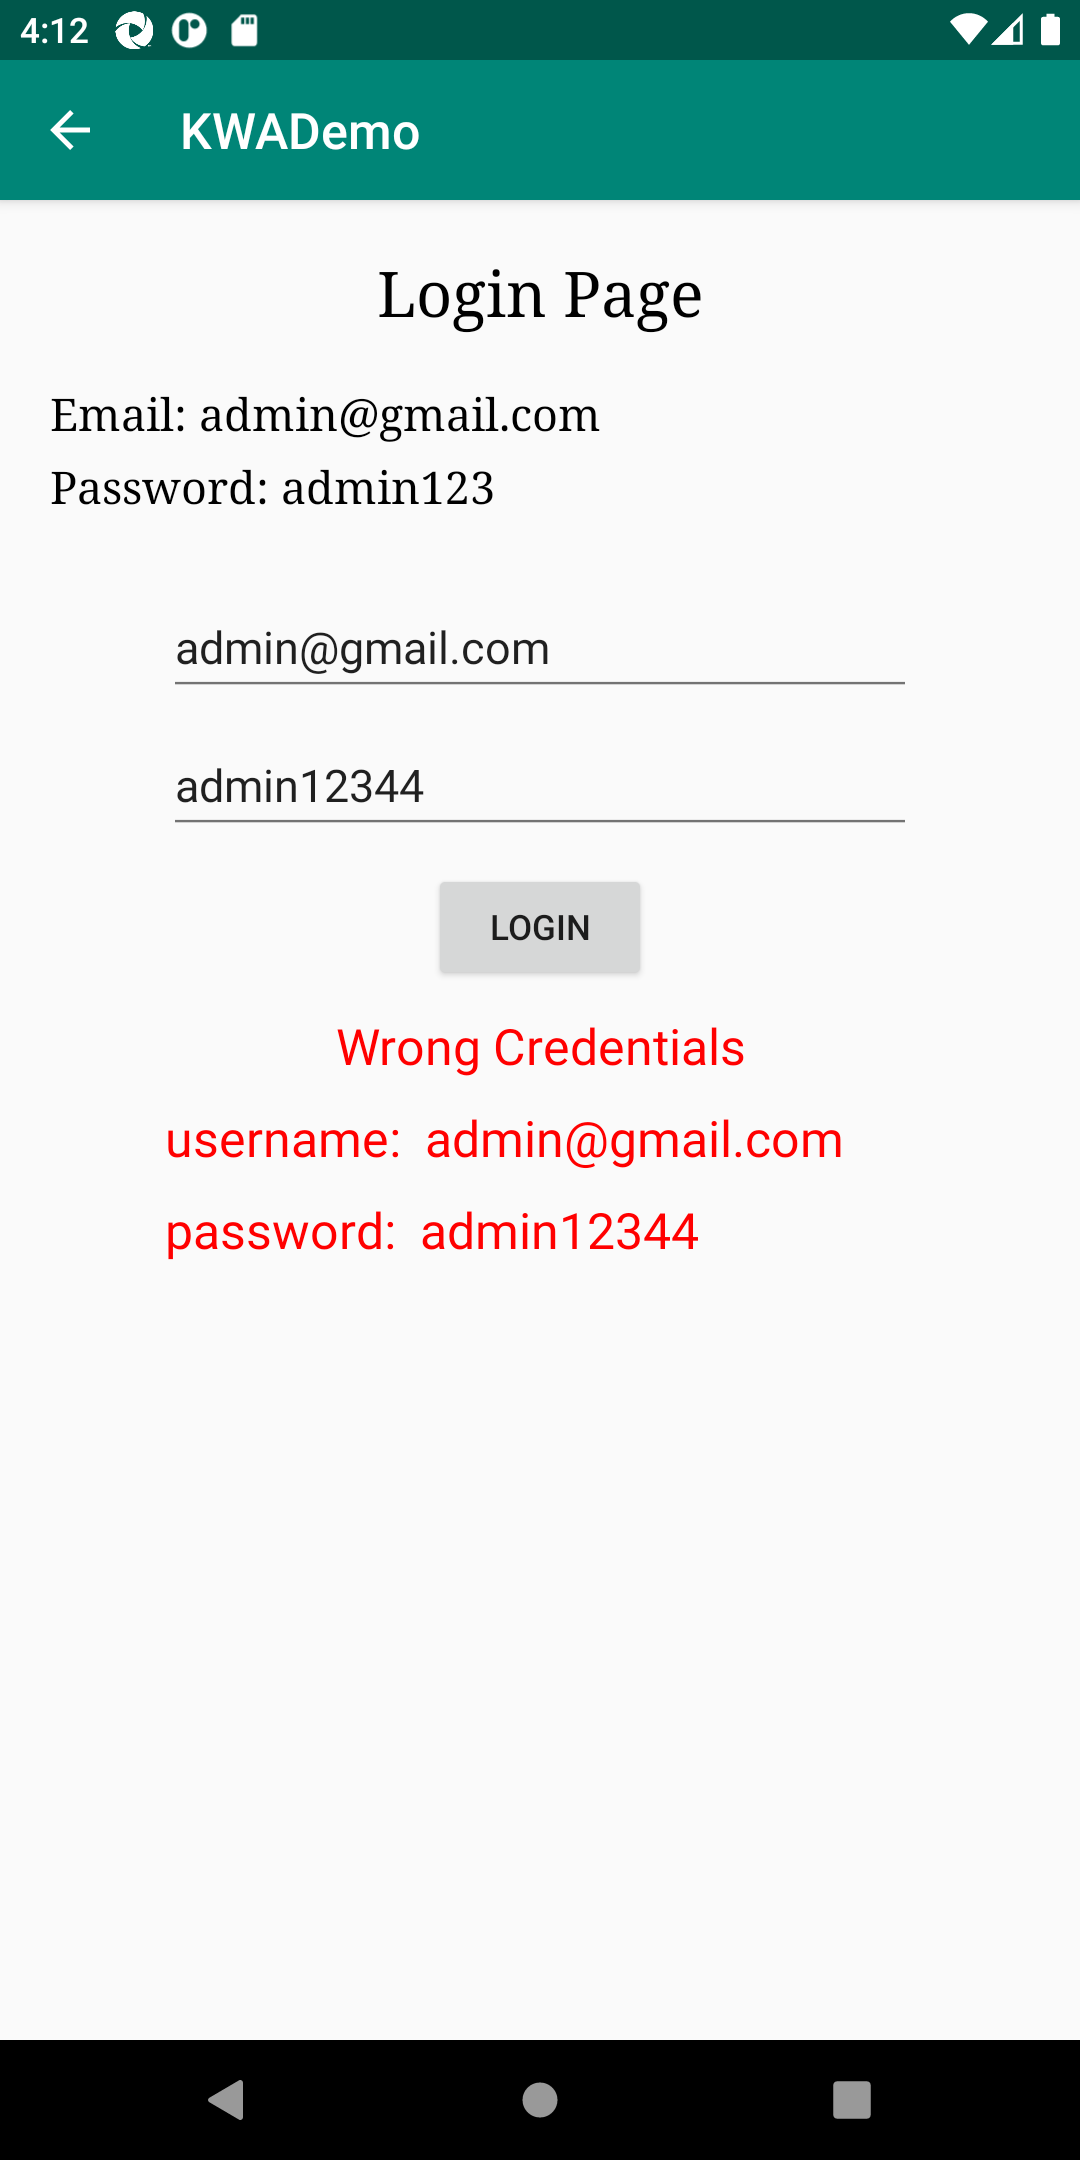 4:12
KWADemo
Login Page
Email: admin@gmail.com
Password: admin123
admin@gmail.com
admin12344
LOGIN
Wrong Credentials
username:  admin@gmail.com
password:  admin12344